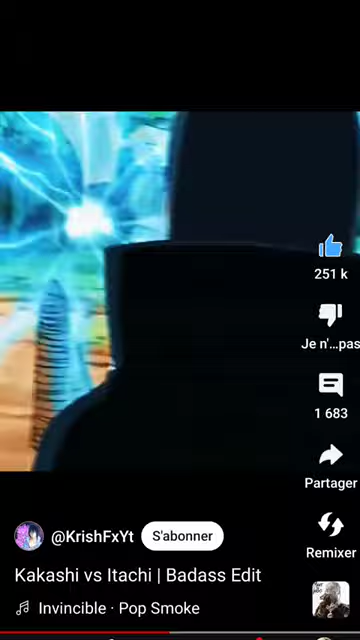 251 k
Je n'...pas
1 683
Partager
Remixer
@KrishFxYt
S'abonner
Kakashi vs Itachi | Badass Edit
Invincible · Pop Smoke